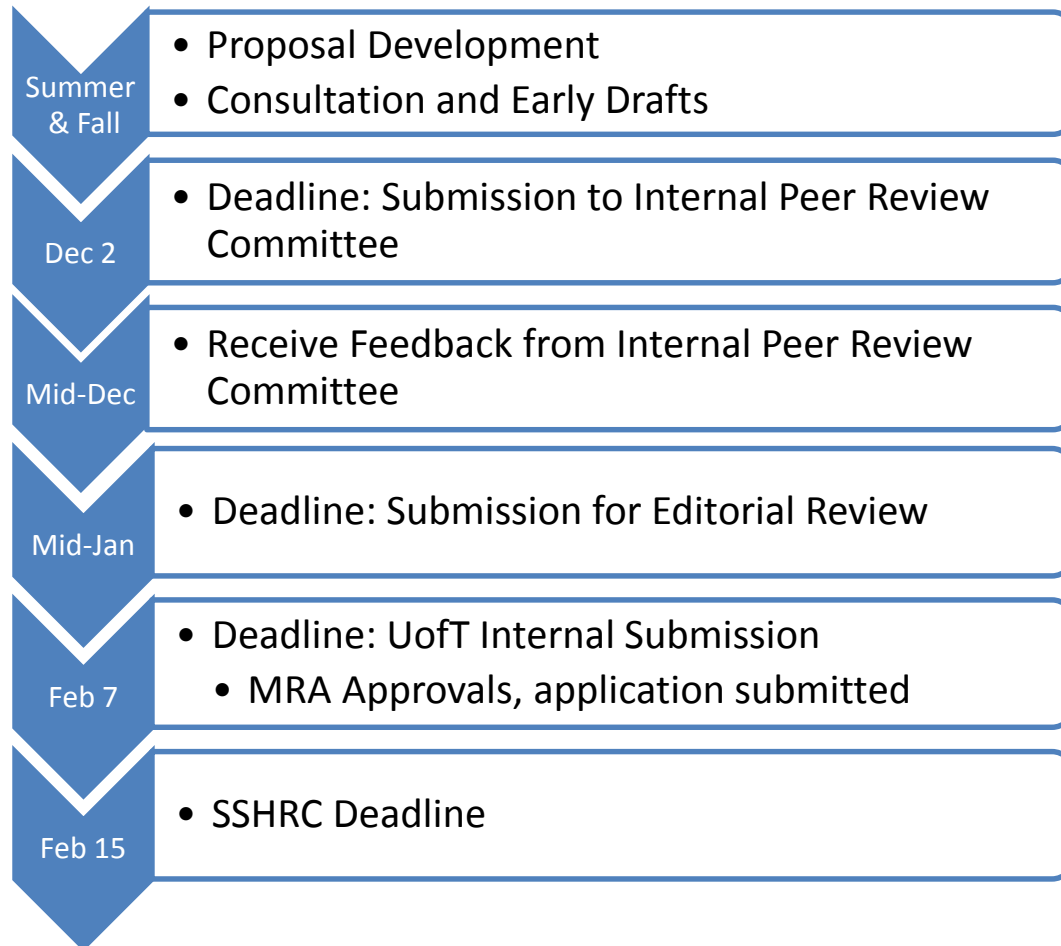 Summer
& Fall
• Proposal Development
• Consultation and Early Drafts
Dec 2
• Deadline: Submission to Internal Peer Review
Committee
Mid-Dec
• Receive Feedback from Internal Peer Review
Committee
Mid-Jan
• Deadline: Submission for Editorial Review
Feb 7
• Deadline: UofT Internal Submission
• MRA Approvals, application submitted
Feb 15
• SSHRC Deadline